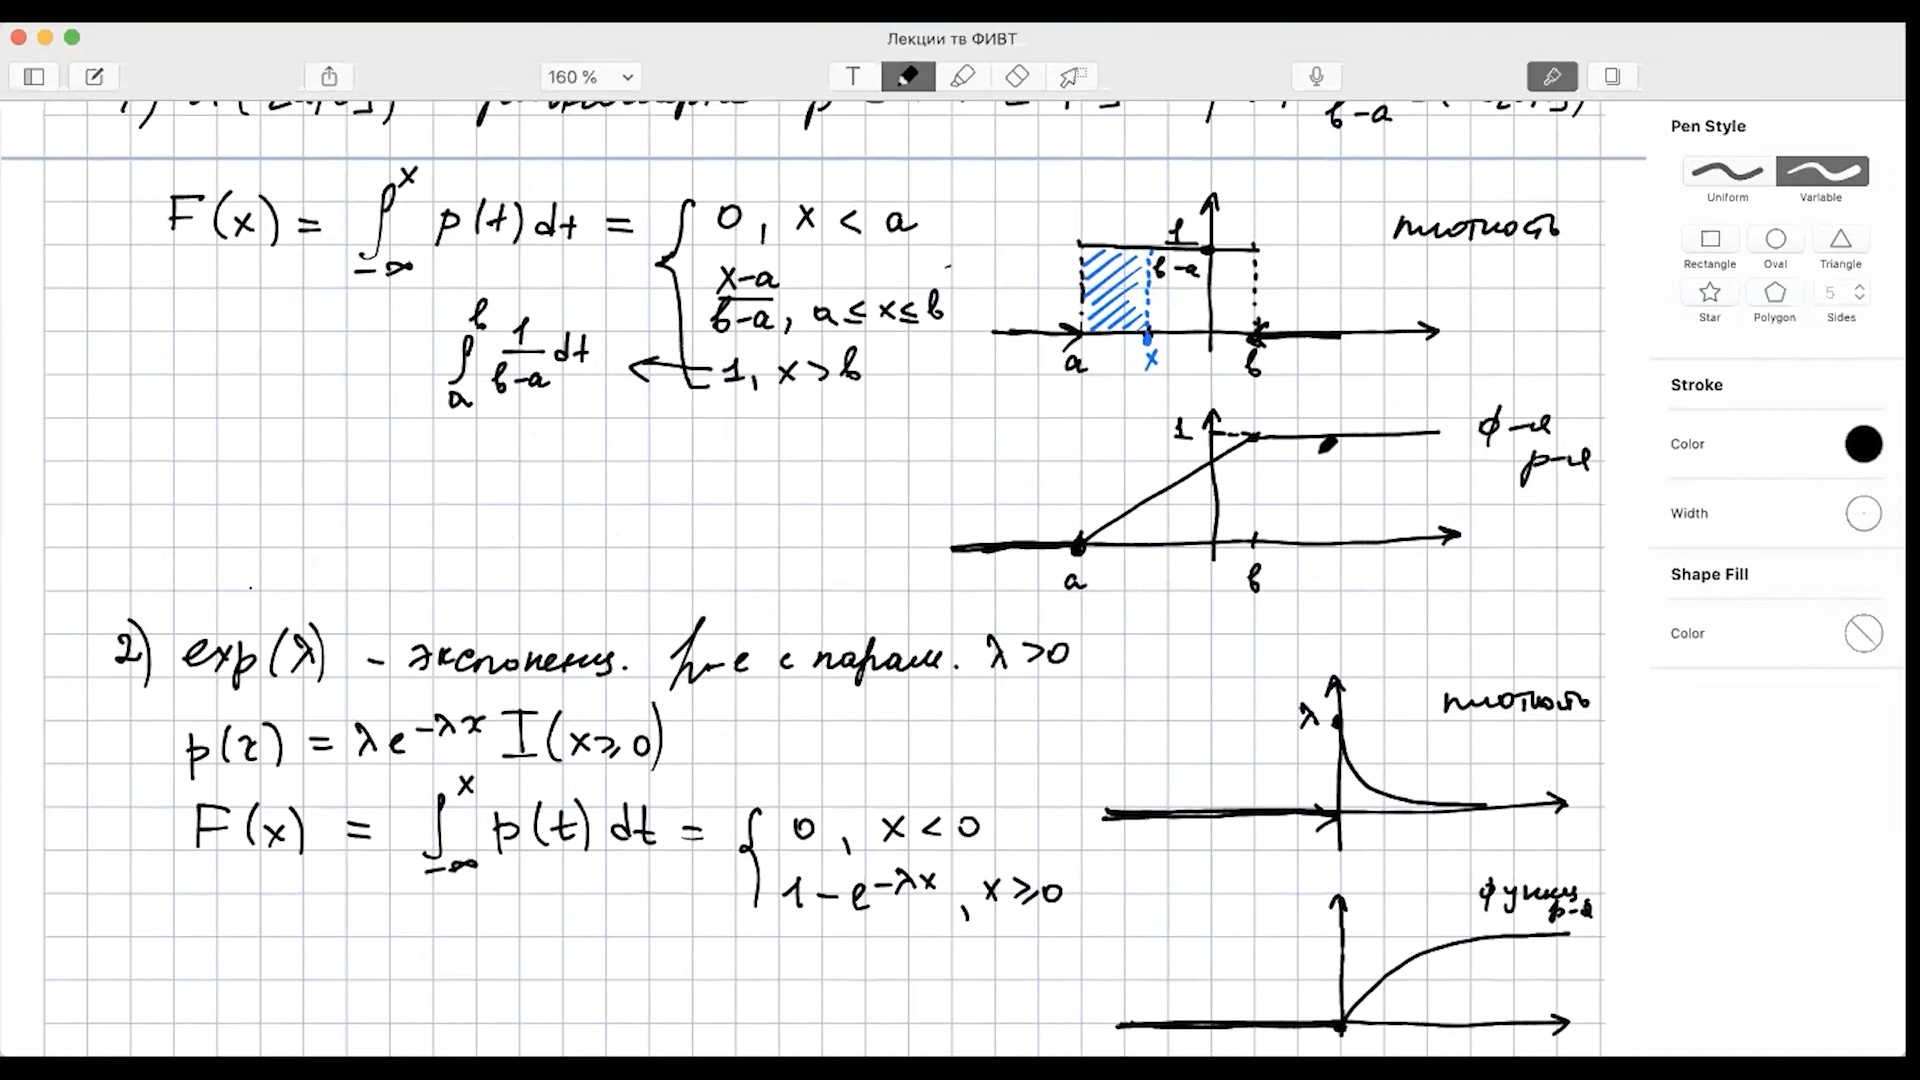 Лекции тв ФИВТ
160 %
T
Pen Style
Uniform
Variable
Rectangle
Oval
Triangle
Star
Polygon
5
Sides
Stroke
Color
Width
Shape Fill
Color
b-a
F(x) = ∫_{-∞}^{x} p(t) dt = { 0, x < a
(x-a)/(b-a), a ≤ x ≤ b
1, x > b
∫_{a}^{b} 1/(b-a) dt ←
плотность
1/(b-a)
a
x
b
1
ф-я
р-я
a
b
2) exp(λ) - экспоненц. р-е с парам. λ > 0
p(x) = λe^{-λx} I(x ≥ 0)
F(x) = ∫_{-∞}^{x} p(t) dt = { 0, x < 0
1 - e^{-λx}, x ≥ 0
λ
плотность
функц
р-я